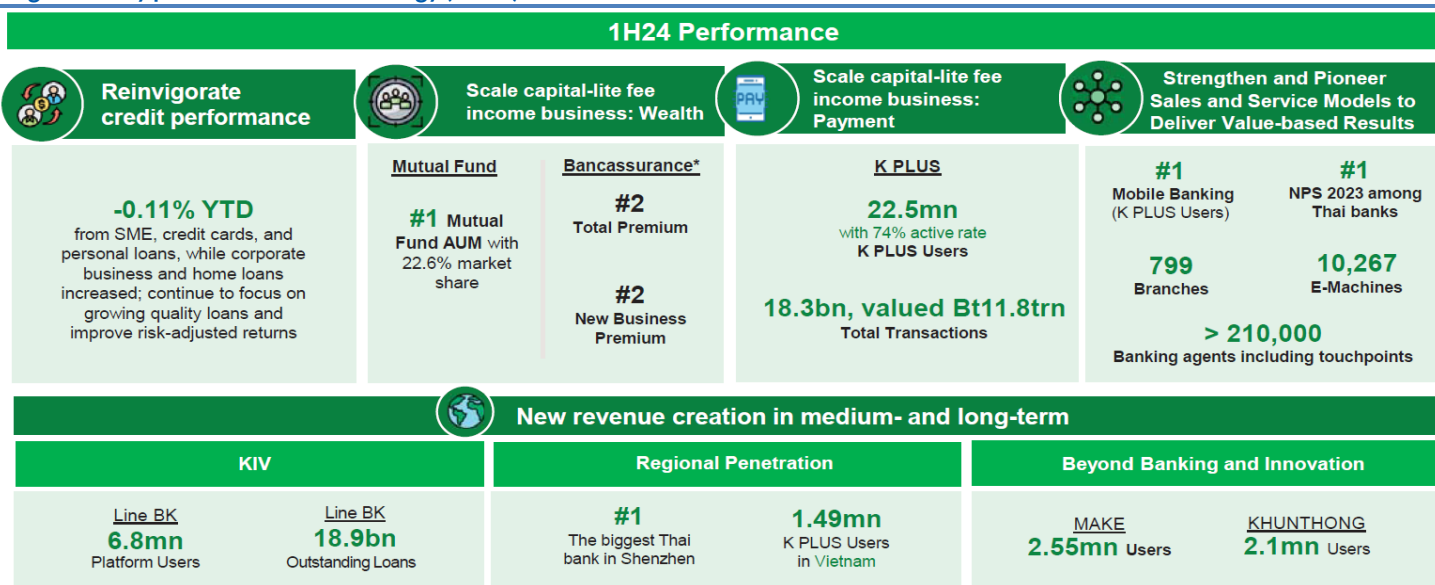 1H24 Performance
Reinvigorate
credit performance
-0.11% YTD
from SME, credit cards, and
personal loans, while corporate
business and home loans
increased; continue to focus on
growing quality loans and
improve risk-adjusted returns
Scale capital-lite fee
income business: Wealth
Mutual Fund
#1 Mutual
Fund AUM with
22.6% market
share
Bancassurance*
#2
Total Premium
#2
New Business
Premium
Scale capital-lite fee
income business:
Payment
PAY
K PLUS
22.5mn
with 74% active rate
K PLUS Users
18.3bn, valued Bt11.8trn
Total Transactions
Strengthen and Pioneer
Sales and Service Models to
Deliver Value-based Results
#1
Mobile Banking
(K PLUS Users)
#1
NPS 2023 among
Thai banks
799
Branches
10,267
E-Machines
> 210,000
Banking agents including touchpoints
New revenue creation in medium- and long-term
KIV
Line BK
6.8mn
Platform Users
Line BK
18.9bn
Outstanding Loans
Regional Penetration
#1
The biggest Thai
bank in Shenzhen
1.49mn
K PLUS Users
in Vietnam
Beyond Banking and Innovation
MAKE
2.55mn Users
KHUNTHONG
2.1mn Users